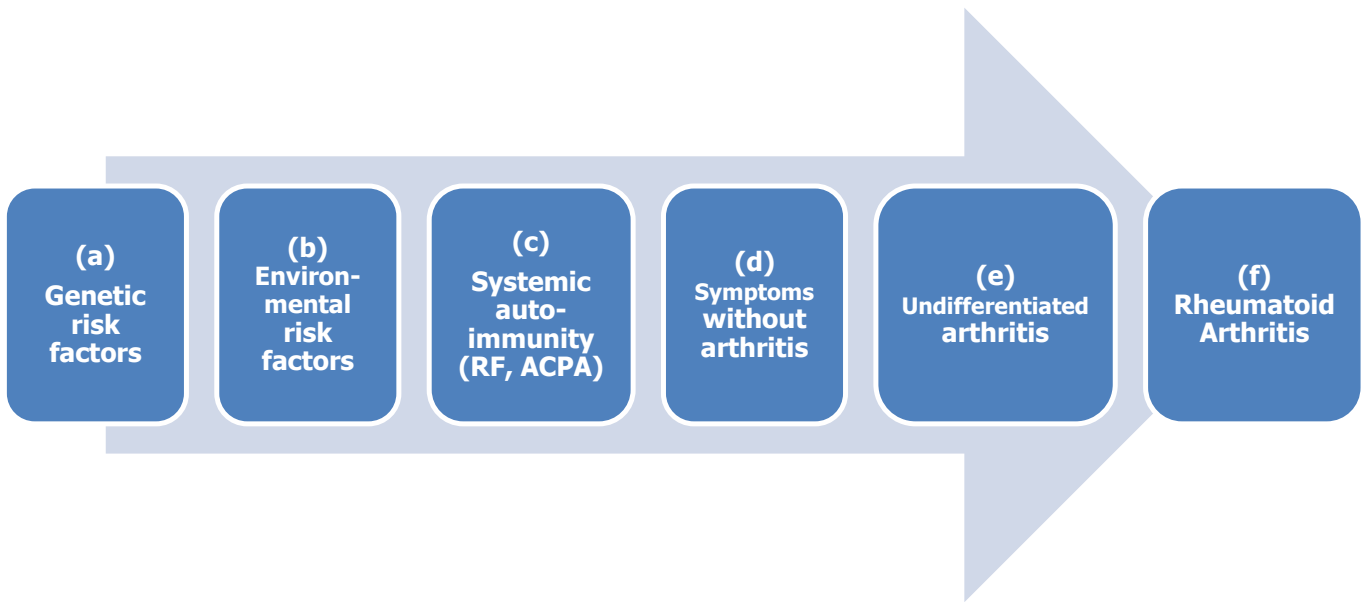 (a)
Genetic
risk
factors
(b)
Environ-
mental
risk
factors
(c)
Systemic
auto-
immunity
(RF, ACPA)
(d)
Symptoms
without
arthritis
(e)
Undifferentiated
arthritis
(f)
Rheumatoid
Arthritis